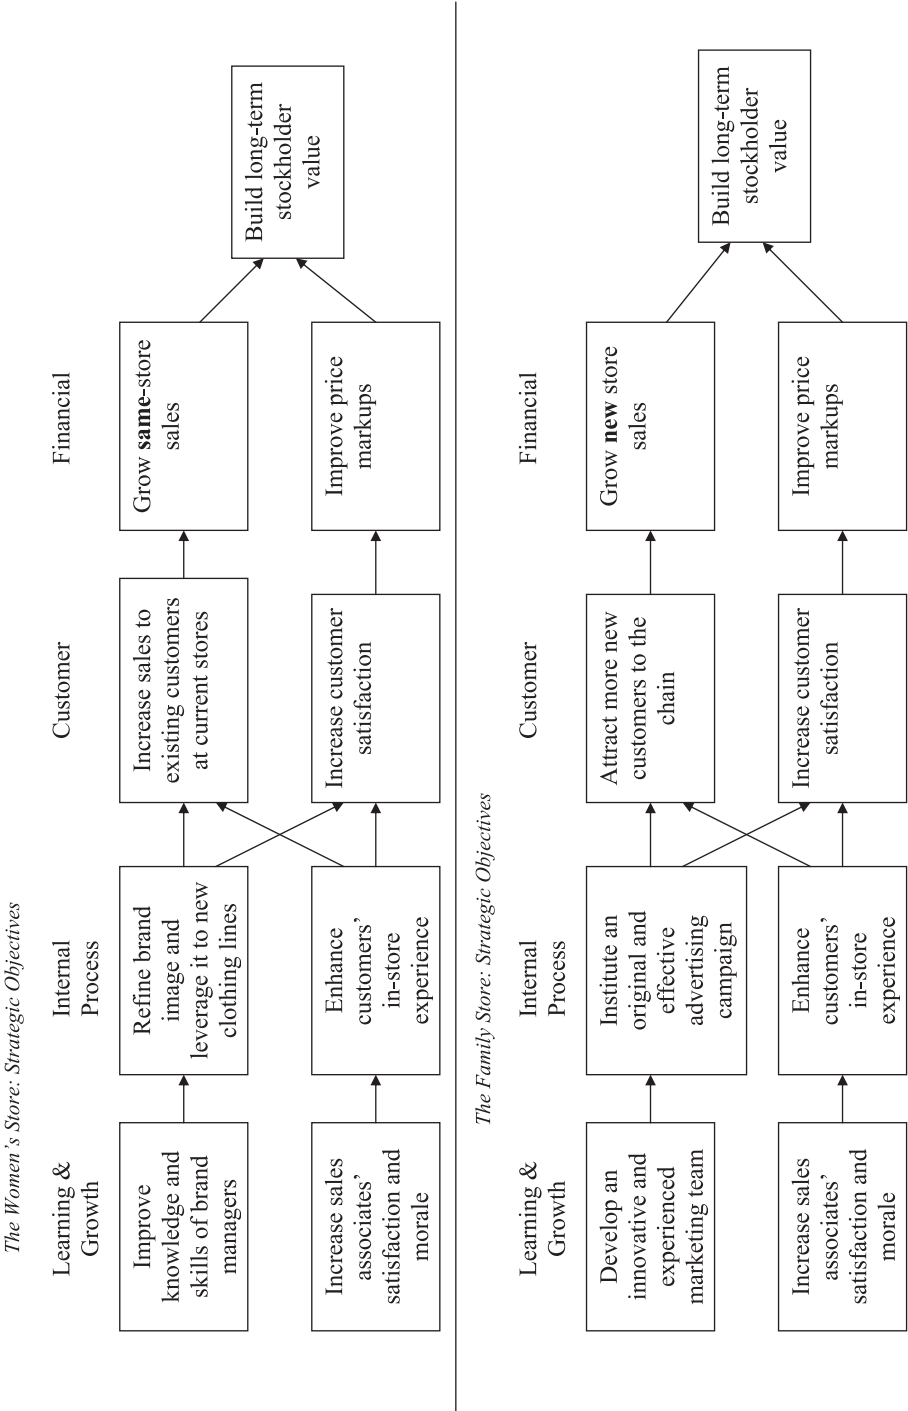 The Women's Store: Strategic Objectives
Learning &
Growth
Internal
Process
Customer
Financial
Improve
knowledge and
skills of brand
managers
Refine brand
image and
leverage it to new
clothing lines
Increase sales to
existing customers
at current stores
Grow same-store
sales
Build long-term
stockholder
value
Increase sales
associates'
satisfaction and
morale
Enhance
customers'
in-store
experience
Increase customer
satisfaction
Improve price
markups
The Family Store: Strategic Objectives
Learning &
Growth
Internal
Process
Customer
Financial
Develop an
innovative and
experienced
marketing team
Institute an
original and
effective
advertising
campaign
Attract more new
customers to the
chain
Grow new store
sales
Build long-term
stockholder
value
Increase sales
associates'
satisfaction and
morale
Enhance
customers'
in-store
experience
Increase customer
satisfaction
Improve price
markups